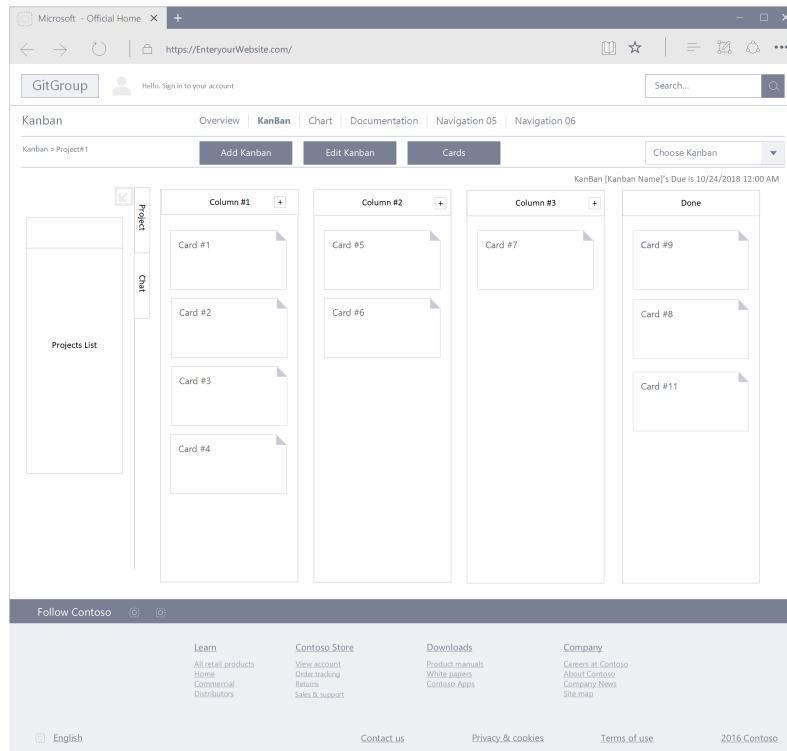 Microsoft - Official Home
https://EnteryourWebsite.com/
GitGroup
Hello. Sign in to your account
Search...
Kanban
Overview
KanBan
Chart
Documentation
Navigation 05
Navigation 06
Kanban > Project#1
Add Kanban
Edit Kanban
Cards
Choose Kanban
KanBan [Kanban Name]'s Due is 10/24/2018 12:00 AM
Projects List
Project
Chat
Column #1
+
Card #1
Card #2
Card #3
Card #4
Column #2
+
Card #5
Card #6
Column #3
+
Card #7
Done
Card #9
Card #8
Card #11
Follow Contoso
Learn
All retail products
Home
Commercial
Distributors
Contoso Store
View account
Order tracking
Returns
Sales & support
Downloads
Product manuals
White papers
Contoso Apps
Company
Careers at Contoso
About Contoso
Company News
Site map
English
Contact us
Privacy & cookies
Terms of use
2016 Contoso